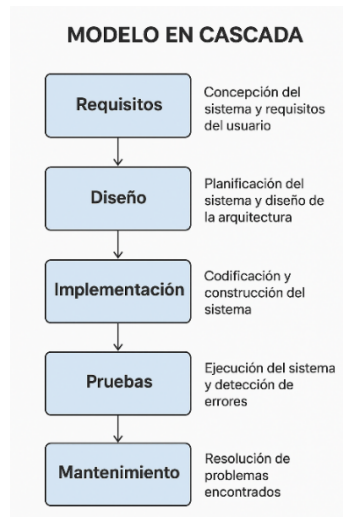 MODELO EN CASCADA
Requisitos
Concepción del
sistema y requisitos
del usuario
Diseño
Planificación del
sistema y diseño de
la arquitectura
Implementación
Codificación y
construcción del
sistema
Pruebas
Ejecución del sistema
y detección de
errores
Mantenimiento
Resolución de
problemas
encontrados